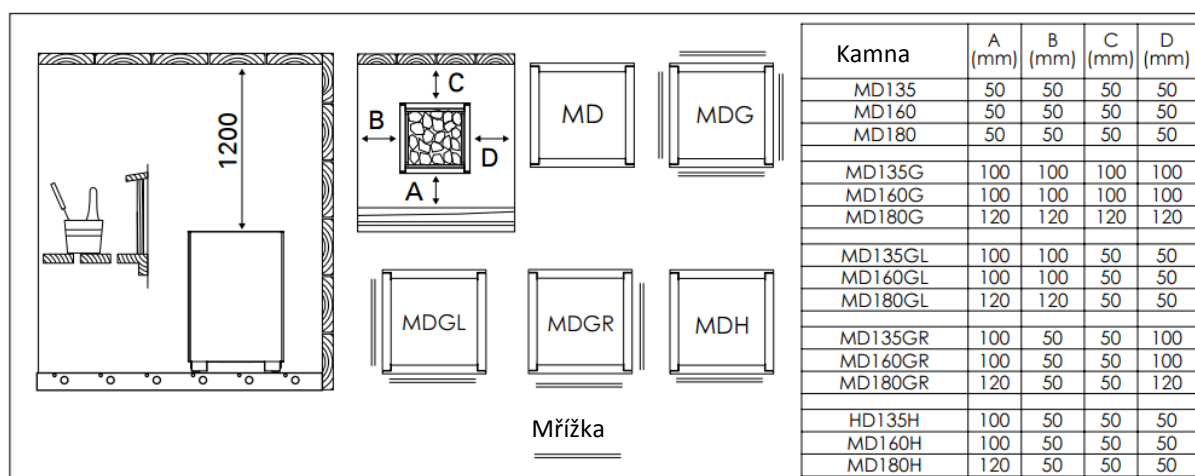 1200
C
B
D
A
MD
MDG
MDGL
MDGR
MDH
Mřížka
Kamna A (mm) B (mm) C (mm) D (mm)
MD135 50 50 50 50
MD160 50 50 50 50
MD180 50 50 50 50
MD135G 100 100 100 100
MD160G 100 100 100 100
MD180G 120 120 120 120
MD135GL 100 100 50 50
MD160GL 100 100 50 50
MD180GL 120 120 50 50
MD135GR 100 50 50 100
MD160GR 100 50 50 100
MD180GR 120 50 50 120
HD135H 100 50 50 50
MD160H 100 50 50 50
MD180H 120 50 50 50